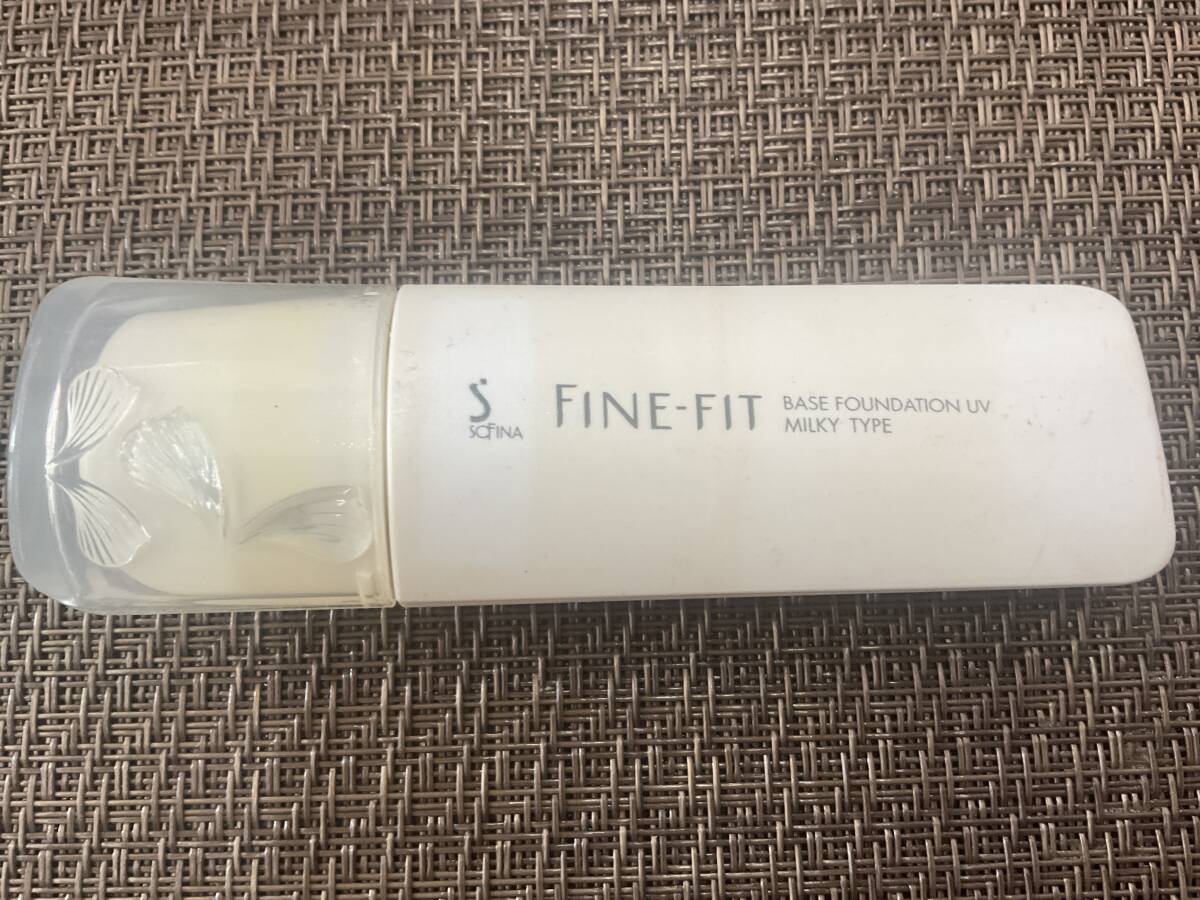 SOFINA
FINE-FIT
BASE FOUNDATION UV
MILKY TYPE